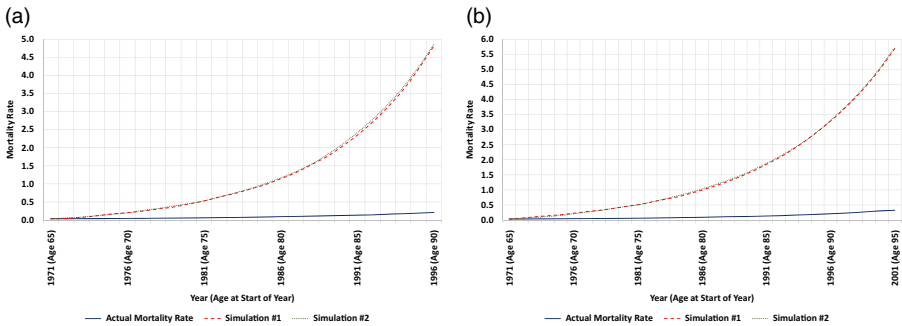 (a)
5.0
4.5
4.0
3.5
3.0
2.5
2.0
1.5
1.0
0.5
0.0
Mortality Rate
1971 (Age 65)
1976 (Age 70)
1981 (Age 75)
1986 (Age 80)
1991 (Age 85)
1996 (Age 90)
Year (Age at Start of Year)
Actual Mortality Rate Simulation #1 Simulation #2
(b)
6.0
5.5
5.0
4.5
4.0
3.5
3.0
2.5
2.0
1.5
1.0
0.5
0.0
Mortality Rate
1971 (Age 65)
1976 (Age 70)
1981 (Age 75)
1986 (Age 80)
1991 (Age 85)
1996 (Age 90)
2001 (Age 95)
Year (Age at Start of Year)
Actual Mortality Rate Simulation #1 Simulation #2